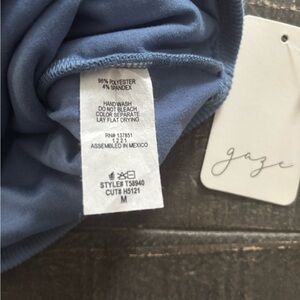 96% POLYESTER
4% SPANDEX
HANDWASH
DO NOT BLEACH
COLOR SEPARATE
LAY FLAT DRYING
RN# 137851
1221
ASSEMBLED IN MEXICO
STYLE# T58940
CUT# H5121
M
gaze